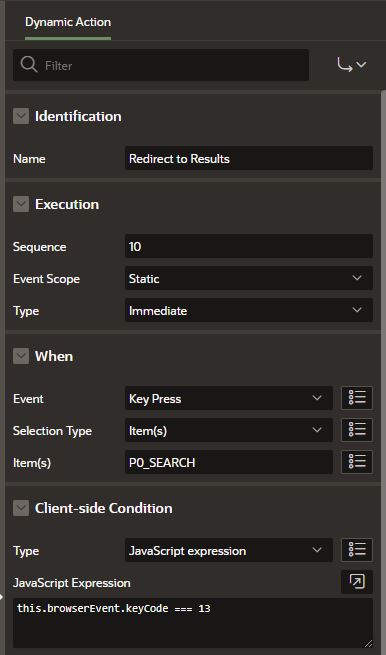 Dynamic Action
Filter
Identification
Name Redirect to Results
Execution
Sequence 10
Event Scope Static
Type Immediate
When
Event Key Press
Selection Type Item(s)
Item(s) P0_SEARCH
Client-side Condition
Type JavaScript expression
JavaScript Expression
this.browserEvent.keyCode === 13